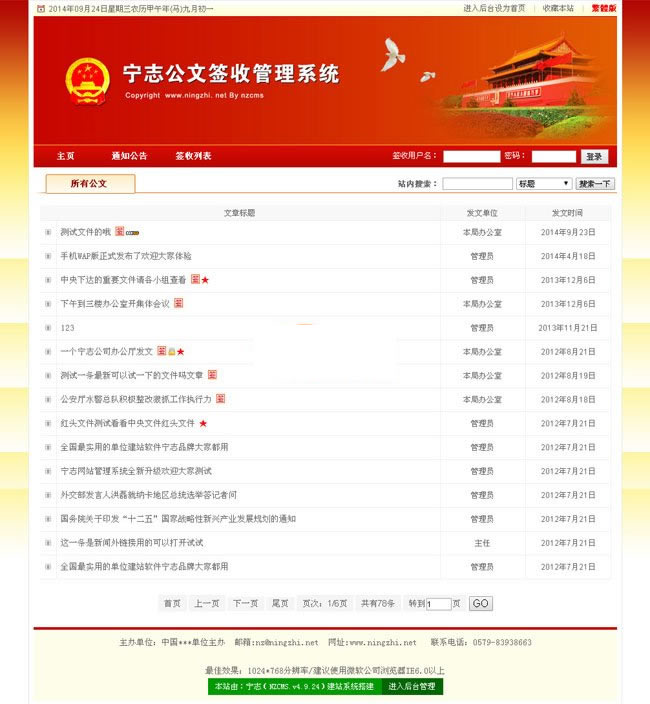 2014年09月24日星期三农历甲午年(马)九月初一 进入后台设为首页 | 收藏本站 | 繁體版
宁志公文签收管理系统
Copyright www.ningzhi. net By nzcms
主页 通知公告 签收列表 签收用户名： 密码： 登录
所有公文 站内搜索： 标题 搜索一下
文章标题 发文单位 发文时间
测试文件的哦 本局办公室 2014年9月23日
手机WAP版正式发布了欢迎大家体验 管理员 2014年4月18日
中央下达的重要文件请各小组查看 管理员 2013年12月6日
下午到三楼办公室开集体会议 本局办公室 2013年12月6日
123 管理员 2013年11月21日
一个宁志公司办公厅发文 本局办公室 2012年8月21日
测试一条最新可以试一下的文件吗文章 本局办公室 2012年8月19日
公安厅水警总队积极整改装抓工作执行力 本局办公室 2012年8月18日
红头文件测试看看中央文件红头文件 管理员 2012年7月21日
全国最实用的单位建站软件宁志品牌大家都用 管理员 2012年7月21日
宁志网站管理系统全新升级欢迎大家测试 管理员 2012年7月21日
外交部发言人洪磊就纳卡地区总统选举答记者问 管理员 2012年7月21日
国务院关于印发“十二五”国家战略性新兴产业发展规划的通知 管理员 2012年7月21日
这一条是新闻外链接用的可以打开试试 主任 2012年7月21日
全国最实用的单位建站软件宁志品牌大家都用 管理员 2012年7月21日
首页 上一页 下一页 尾页 页次：1/6页 共有78条 转到 1 页 GO
主办单位：中国***单位主办 邮箱:nz@ningzhi.net 网址:www.ningzhi.net 联系电话：0579-83938663
最佳效果：1024*768分辨率/建议使用微软公司浏览器IE6.0以上
本站由：宁志（NZCMS.v4.9.24）建站系统搭建 进入后台管理